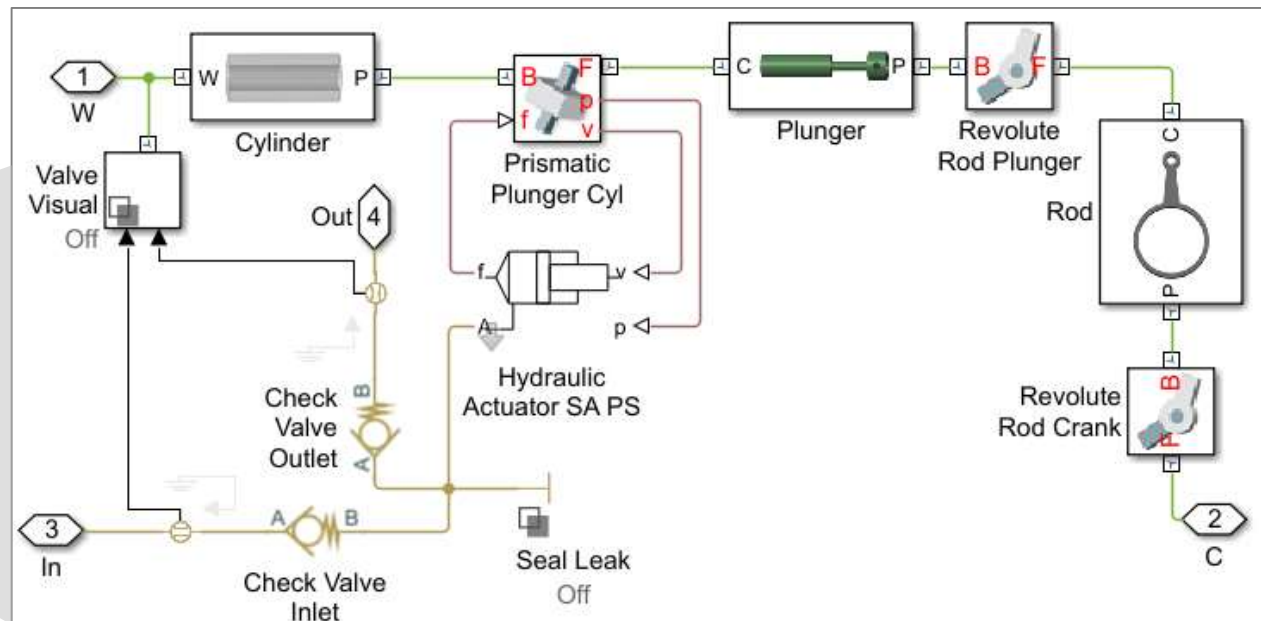 1
W
W
P
Cylinder
B
F
f
p
v
Prismatic
Plunger Cyl
C
P
Plunger
B
F
Revolute
Rod Plunger
C
Rod
P
Valve
Visual
Off
Out
4
f
v
A
p
Hydraulic
Actuator SA PS
B
Check
Valve
Outlet
A
B
Revolute
Rod Crank
F
3
In
A
B
Check Valve
Inlet
Seal Leak
Off
2
C